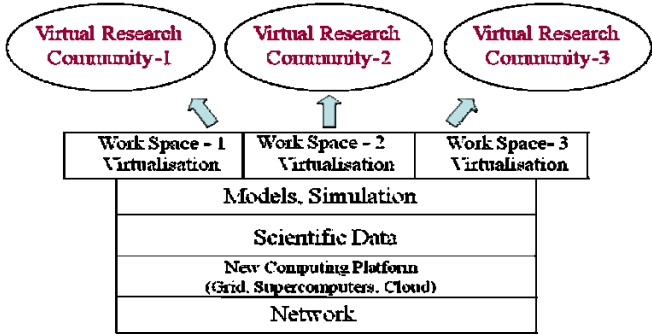 Virtual Research
Community-1
Virtual Research
Community-2
Virtual Research
Community-3
Work Space - 1
Virtualisation
Work Space - 2
Virtualisation
Work Space- 3
Virtualisation
Models, Simulation
Scientific Data
New Computing Platform
(Grid, Supercomputers, Cloud)
Network